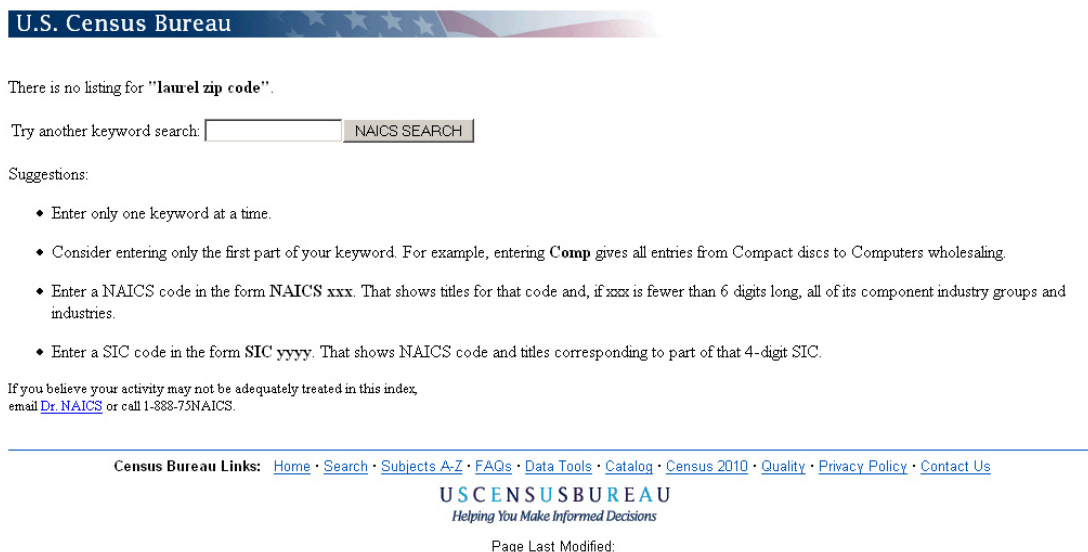 U.S. Census Bureau
There is no listing for "laurel zip code".
Try another keyword search: NAICS SEARCH
Suggestions:
• Enter only one keyword at a time.
• Consider entering only the first part of your keyword. For example, entering Comp gives all entries from Compact discs to Computers wholesaling.
• Enter a NAICS code in the form NAICS xxx. That shows titles for that code and, if xxx is fewer than 6 digits long, all of its component industry groups and
industries.
• Enter a SIC code in the form SIC yyyy. That shows NAICS code and titles corresponding to part of that 4-digit SIC.
If you believe your activity may not be adequately treated in this index,
email Dr. NAICS or call 1-888-75NAICS.
Census Bureau Links: Home · Search · Subjects A-Z · FAQs · Data Tools · Catalog · Census 2010 · Quality · Privacy Policy · Contact Us
USCENSUSBUREAU
Helping You Make Informed Decisions
Page Last Modified: